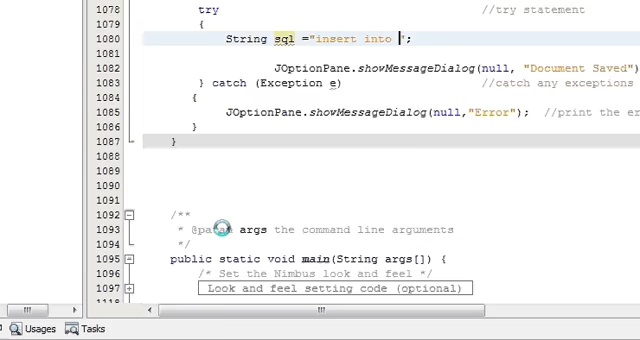 1078 try //try statement
1079 {
1080 String sql ="insert into ";
1081
1082 JOptionPane.showMessageDialog(null, "Document Saved")
1083 } catch (Exception e) //catch any exceptions
1084 {
1085 JOptionPane.showMessageDialog(null,"Error"); //print the er
1086 }
1087 }
1088
1089
1090
1091
1092 /**
1093 * @param args the command line arguments
1094 */
1095 public static void main(String args[]) {
1096 /* Set the Nimbus look and feel */
1097 Look and feel setting code (optional)
1118
Usages Tasks